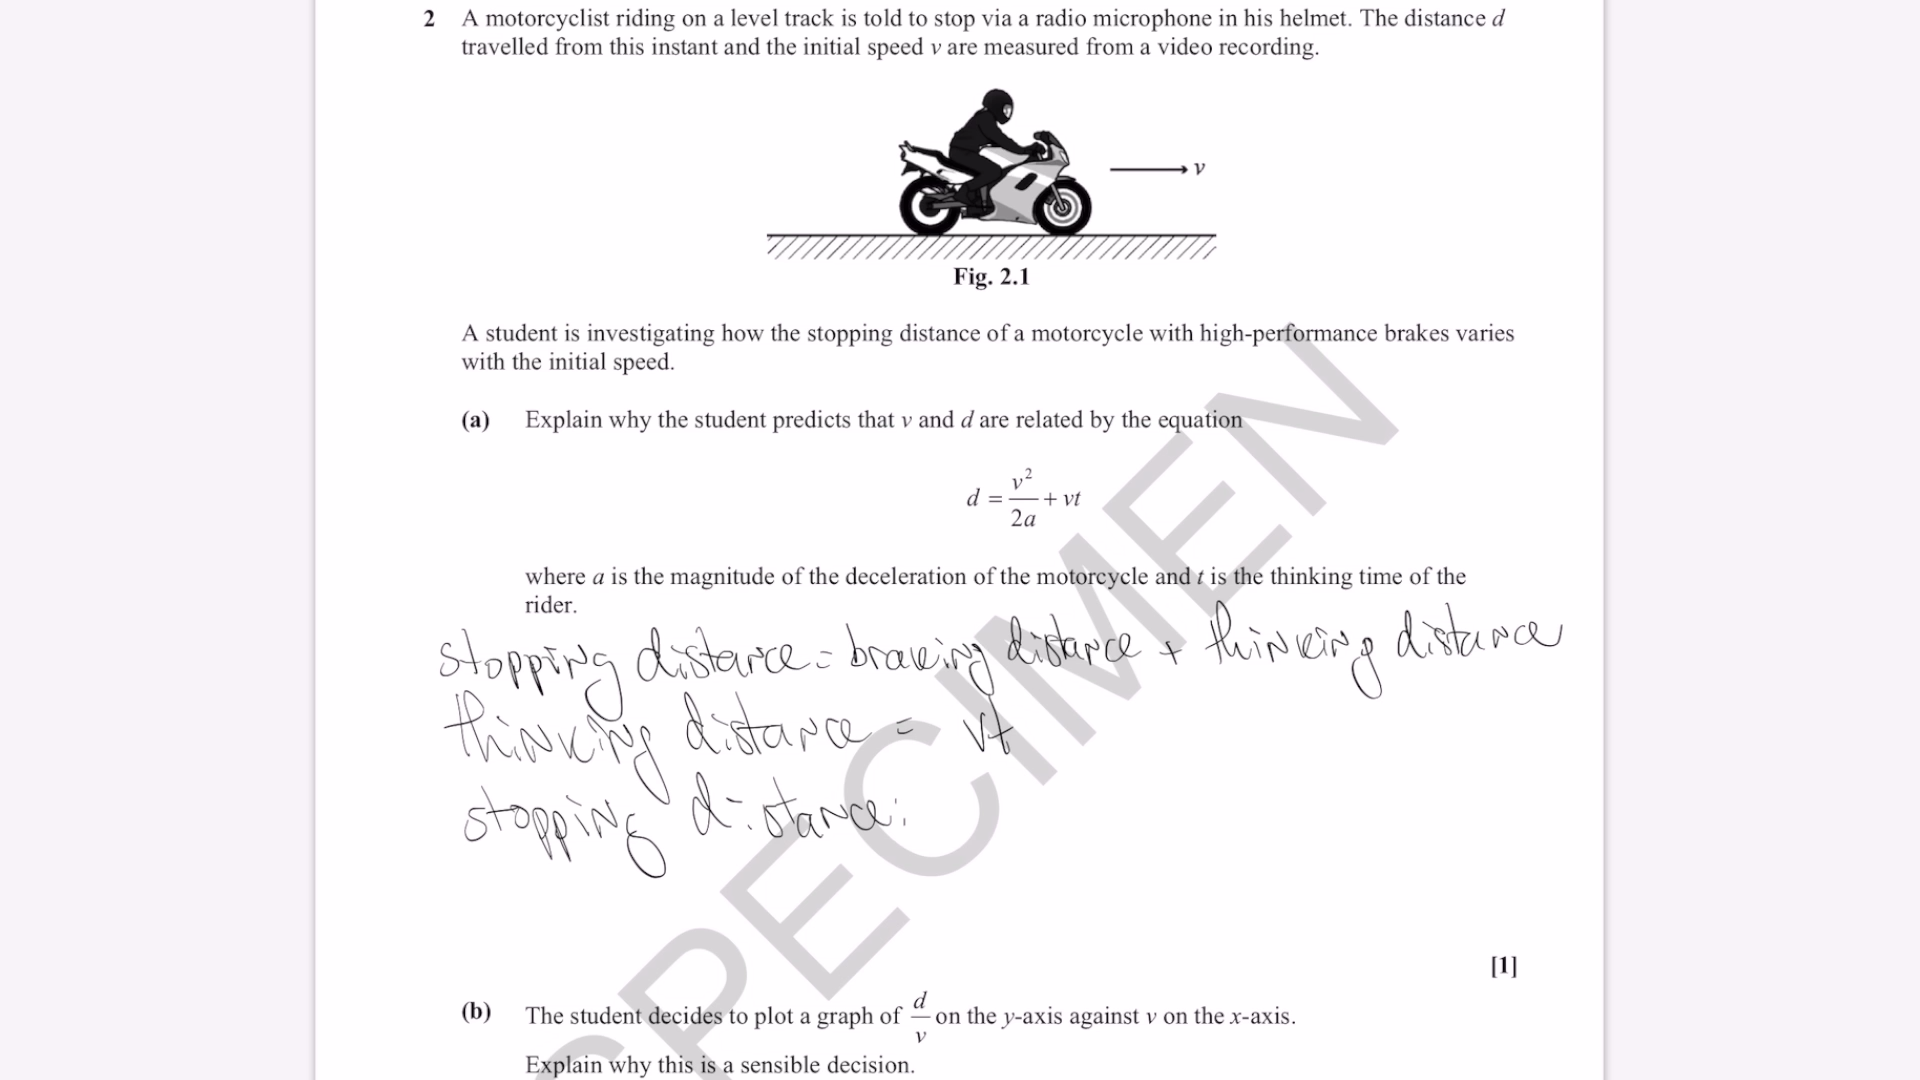 2 A motorcyclist riding on a level track is told to stop via a radio microphone in his helmet. The distance d
travelled from this instant and the initial speed v are measured from a video recording.
v
Fig. 2.1
A student is investigating how the stopping distance of a motorcycle with high-performance brakes varies
with the initial speed.
(a) Explain why the student predicts that v and d are related by the equation
d = v²/2a + vt
where a is the magnitude of the deceleration of the motorcycle and t is the thinking time of the
rider.
stopping distance = braking distance + thinking distance
thinking distance = vt
stopping distance:
[1]
(b) The student decides to plot a graph of d/v on the y-axis against v on the x-axis.
Explain why this is a sensible decision.
SPECIMEN